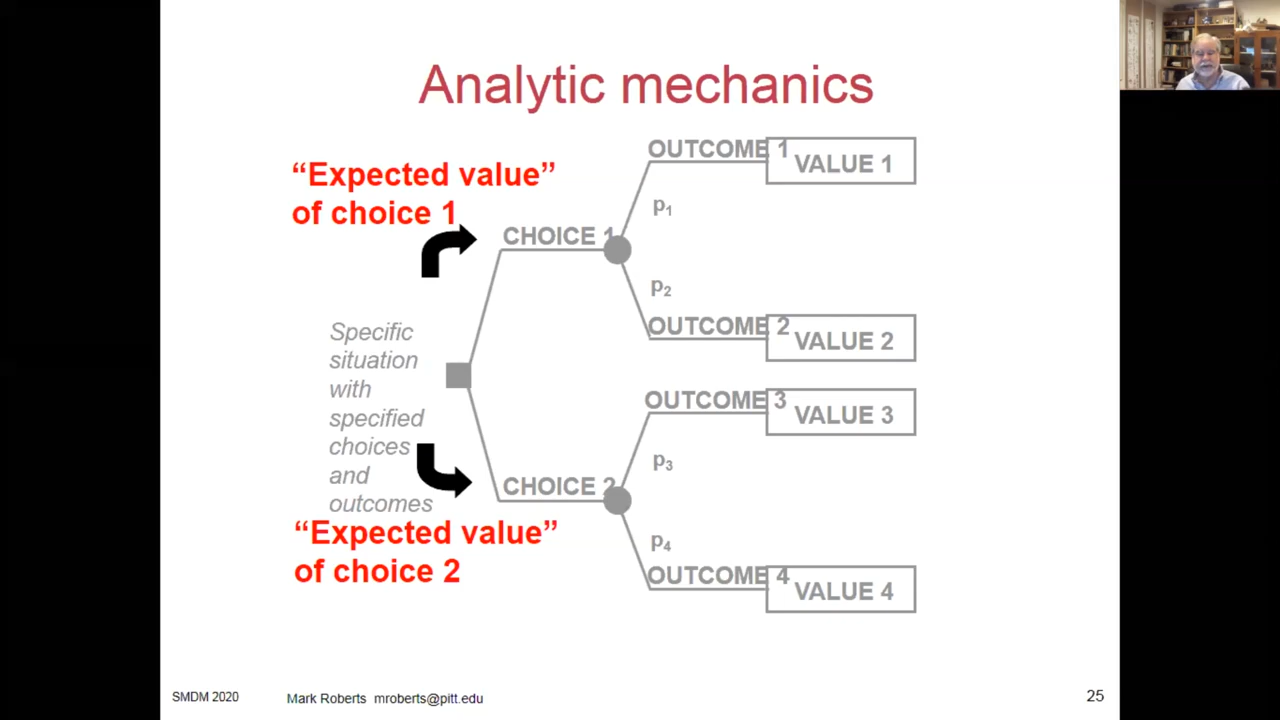 Analytic mechanics
“Expected value”
of choice 1
OUTCOME 1
VALUE 1
p1
CHOICE 1
p2
OUTCOME 2
VALUE 2
Specific
situation
with
specified
choices
and
outcomes
OUTCOME 3
VALUE 3
p3
CHOICE 2
“Expected value”
of choice 2
p4
OUTCOME 4
VALUE 4
SMDM 2020
Mark Roberts mroberts@pitt.edu
25